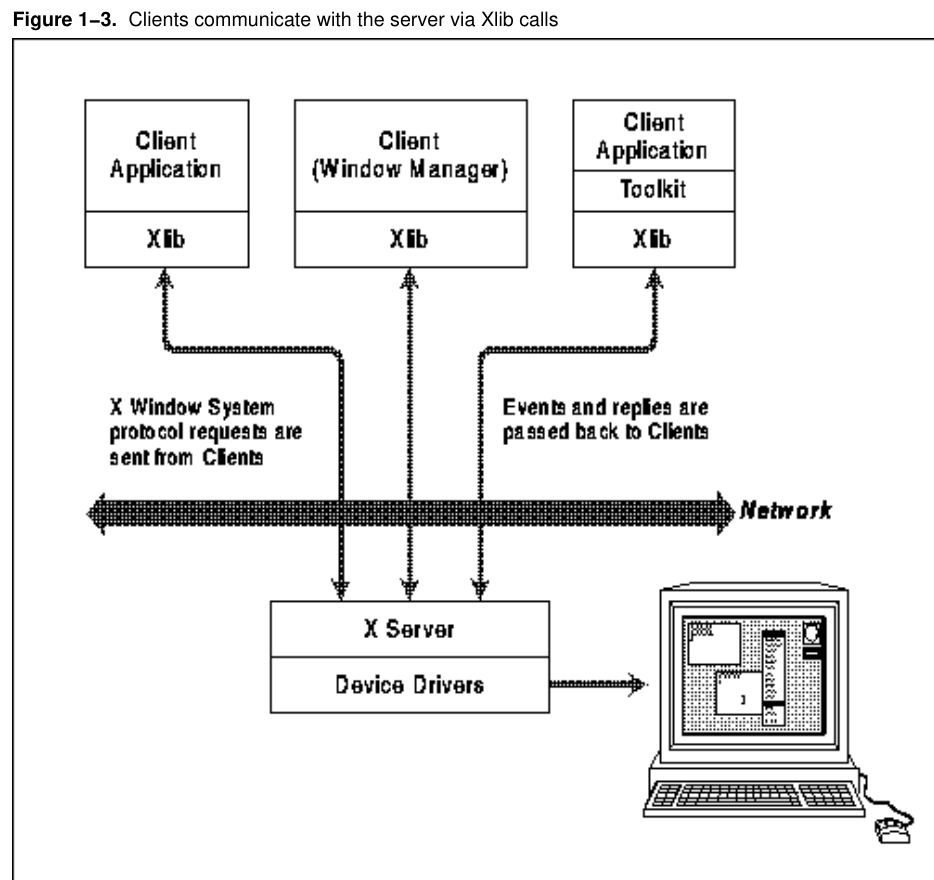 Figure 1–3. Clients communicate with the server via Xlib calls
Client
Application
Xlib
Client
(Window Manager)
Xlib
Client
Application
Toolkit
Xlib
X Window System
protocol requests are
sent from Clients
Events and replies are
passed back to Clients
Network
X Server
Device Drivers